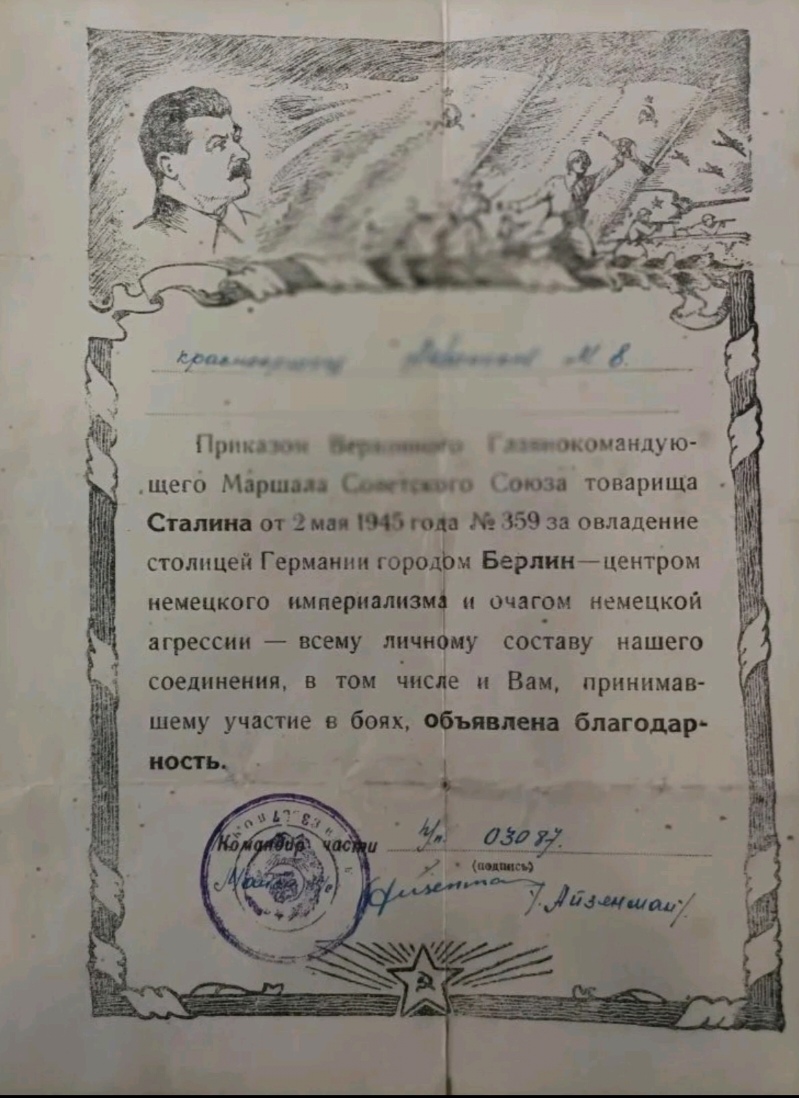 М. В.
Приказом Верховного Главнокомандую-
щего Маршала Советского Союза товарища
Сталина от 2 мая 1945 года № 359 за овладение
столицей Германии городом Берлин — центром
немецкого империализма и очагом немецкой
агрессии — всему личному составу нашего
соединения, в том числе и Вам, принимав-
шему участие в боях, объявлена благодар-
ность.
Командир части п/п. 03087.
(подпись)
/Айзенман/